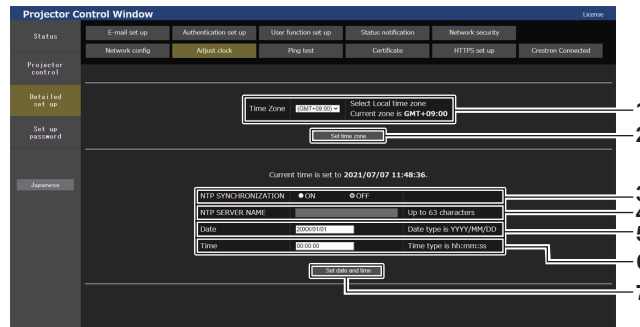 Projector Control Window
License
Status
E-mail set up
Authentication set up
User function set up
Status notification
Network security
Network config
Adjust clock
Ping test
Certificate
HTTPS set up
Crestron Connected
Projector
control
Detailed
set up
Set up
password
Japanese
Time Zone
(GMT+09:00)
Select Local time zone
Current zone is GMT+09:00
1
Set time zone
2
Current time is set to 2021/07/07 11:48:36.
NTP SYNCHRONIZATION ON OFF
3
NTP SERVER NAME Up to 63 characters
4
Date 20XX/01/01 Date type is YYYY/MM/DD
5
Time 00:00:00 Time type is hh:mm:ss
6
Set date and time
7